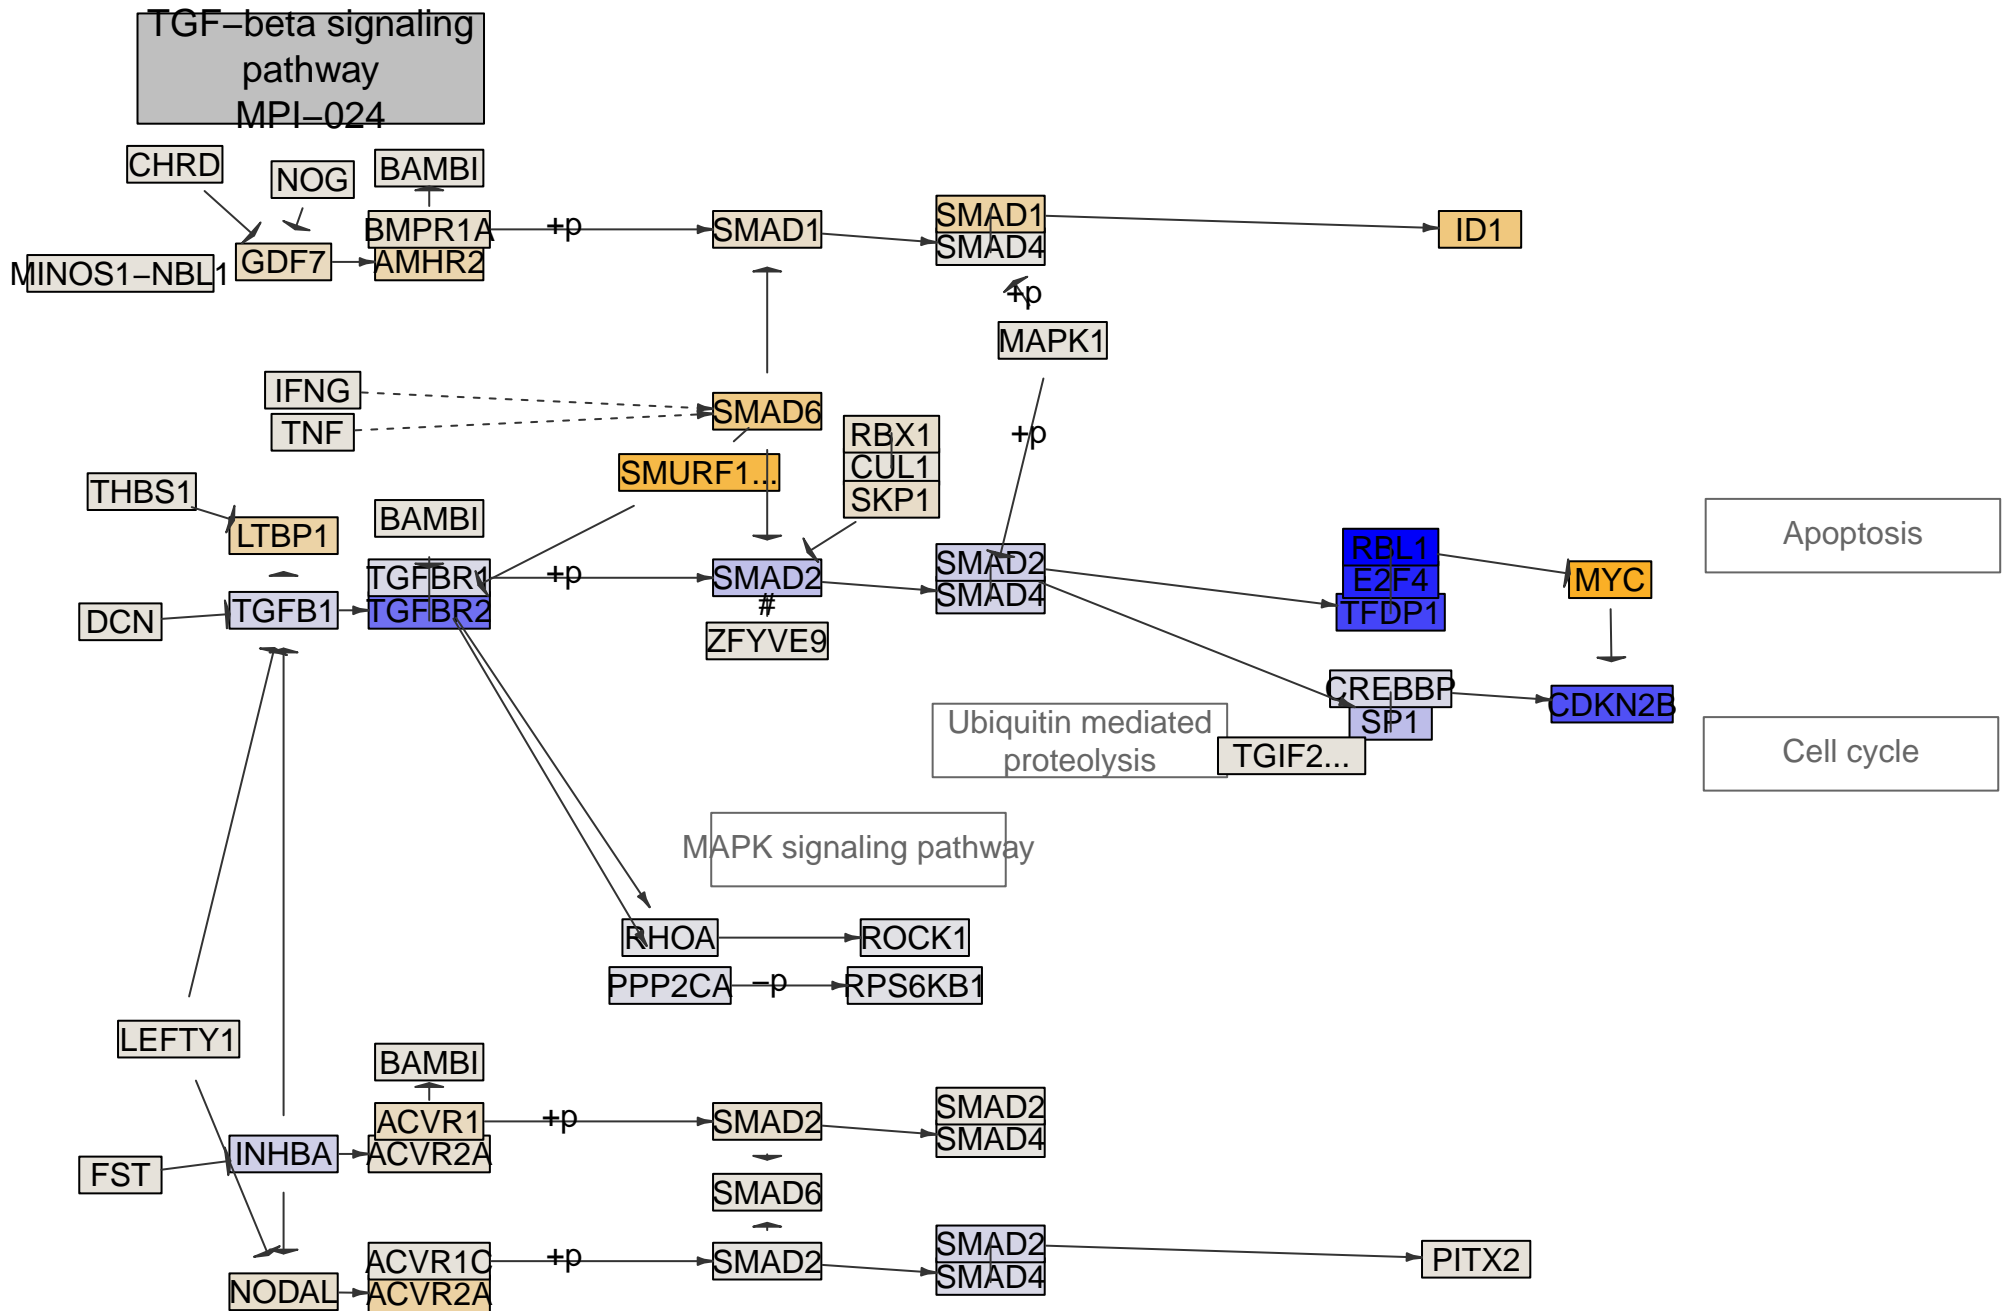 TGF−beta signaling
pathway
MPI−024
CHRD
NOG
BAMBI
BMPR1A
+p
SMAD1
SMAD1
SMAD4
ID1
MINOS1−NBL1
GDF7
AMHR2
+p
MAPK1
IFNG
TNF
SMAD6
RBX1
CUL1
SKP1
+p
SMURF1...
THBS1
LTBP1
BAMBI
Apoptosis
TGFBR1
+p
SMAD2
#
SMAD2
SMAD4
RBL1
E2F4
TFDP1
MYC
DCN
TGFB1
TGFBR2
ZFYVE9
CREBBP
SP1
CDKN2B
Ubiquitin mediated
proteolysis
TGIF2...
Cell cycle
MAPK signaling pathway
RHOA
ROCK1
PPP2CA
−p
RPS6KB1
LEFTY1
BAMBI
ACVR1
+p
SMAD2
SMAD2
SMAD4
INHBA
ACVR2A
FST
SMAD6
ACVR1C
+p
SMAD2
SMAD2
SMAD4
PITX2
NODAL
ACVR2A